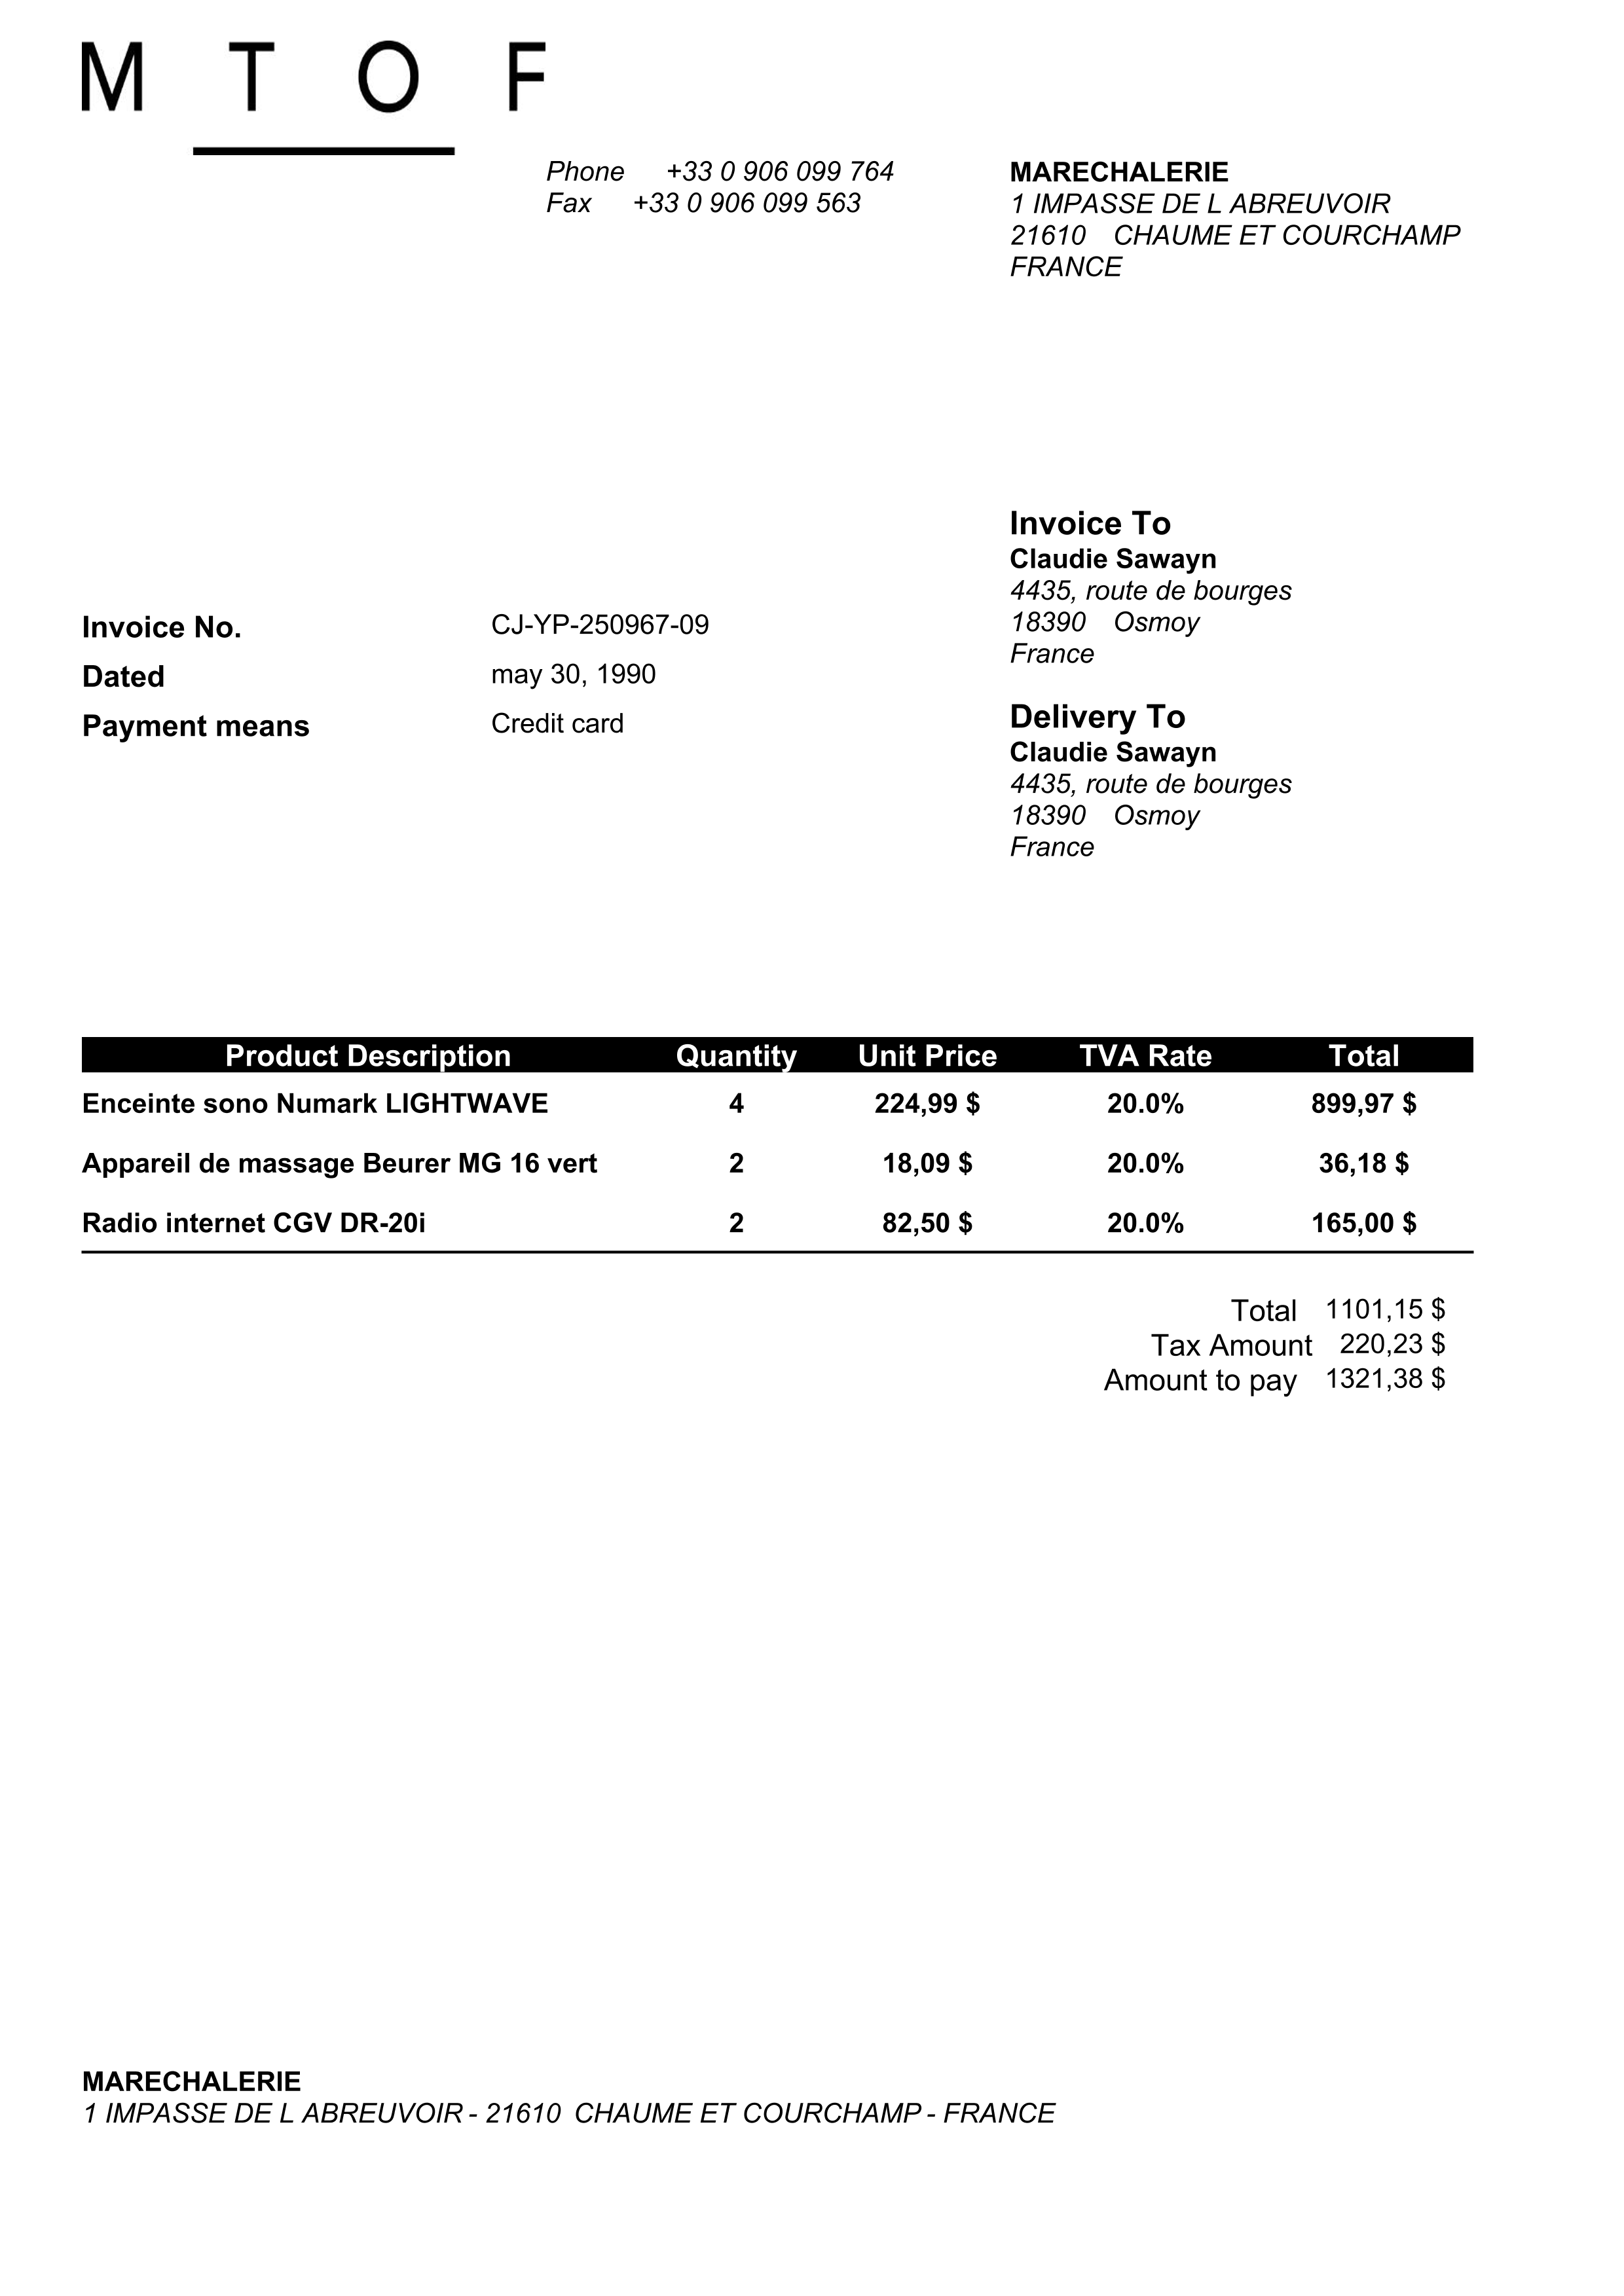 M T O F
Phone +33 0 906 099 764
Fax +33 0 906 099 563
MARECHALERIE
1 IMPASSE DE L ABREUVOIR
21610 CHAUME ET COURCHAMP
FRANCE
Invoice To
Claudie Sawayn
4435, route de bourges
18390 Osmoy
France
Invoice No. CJ-YP-250967-09
Dated may 30, 1990
Payment means Credit card
Delivery To
Claudie Sawayn
4435, route de bourges
18390 Osmoy
France
Product Description Quantity Unit Price TVA Rate Total
Enceinte sono Numark LIGHTWAVE 4 224,99 $ 20.0% 899,97 $
Appareil de massage Beurer MG 16 vert 2 18,09 $ 20.0% 36,18 $
Radio internet CGV DR-20i 2 82,50 $ 20.0% 165,00 $
Total 1101,15 $
Tax Amount 220,23 $
Amount to pay 1321,38 $
MARECHALERIE
1 IMPASSE DE L ABREUVOIR - 21610 CHAUME ET COURCHAMP - FRANCE